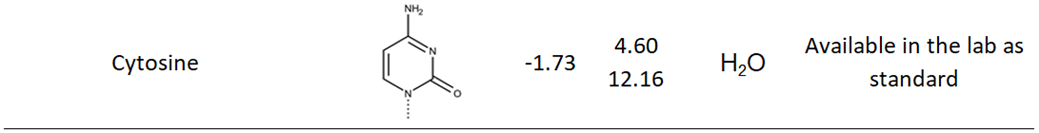 NH₂
N
N
O
Cytosine
-1.73
4.60
12.16
H₂O
Available in the lab as
standard